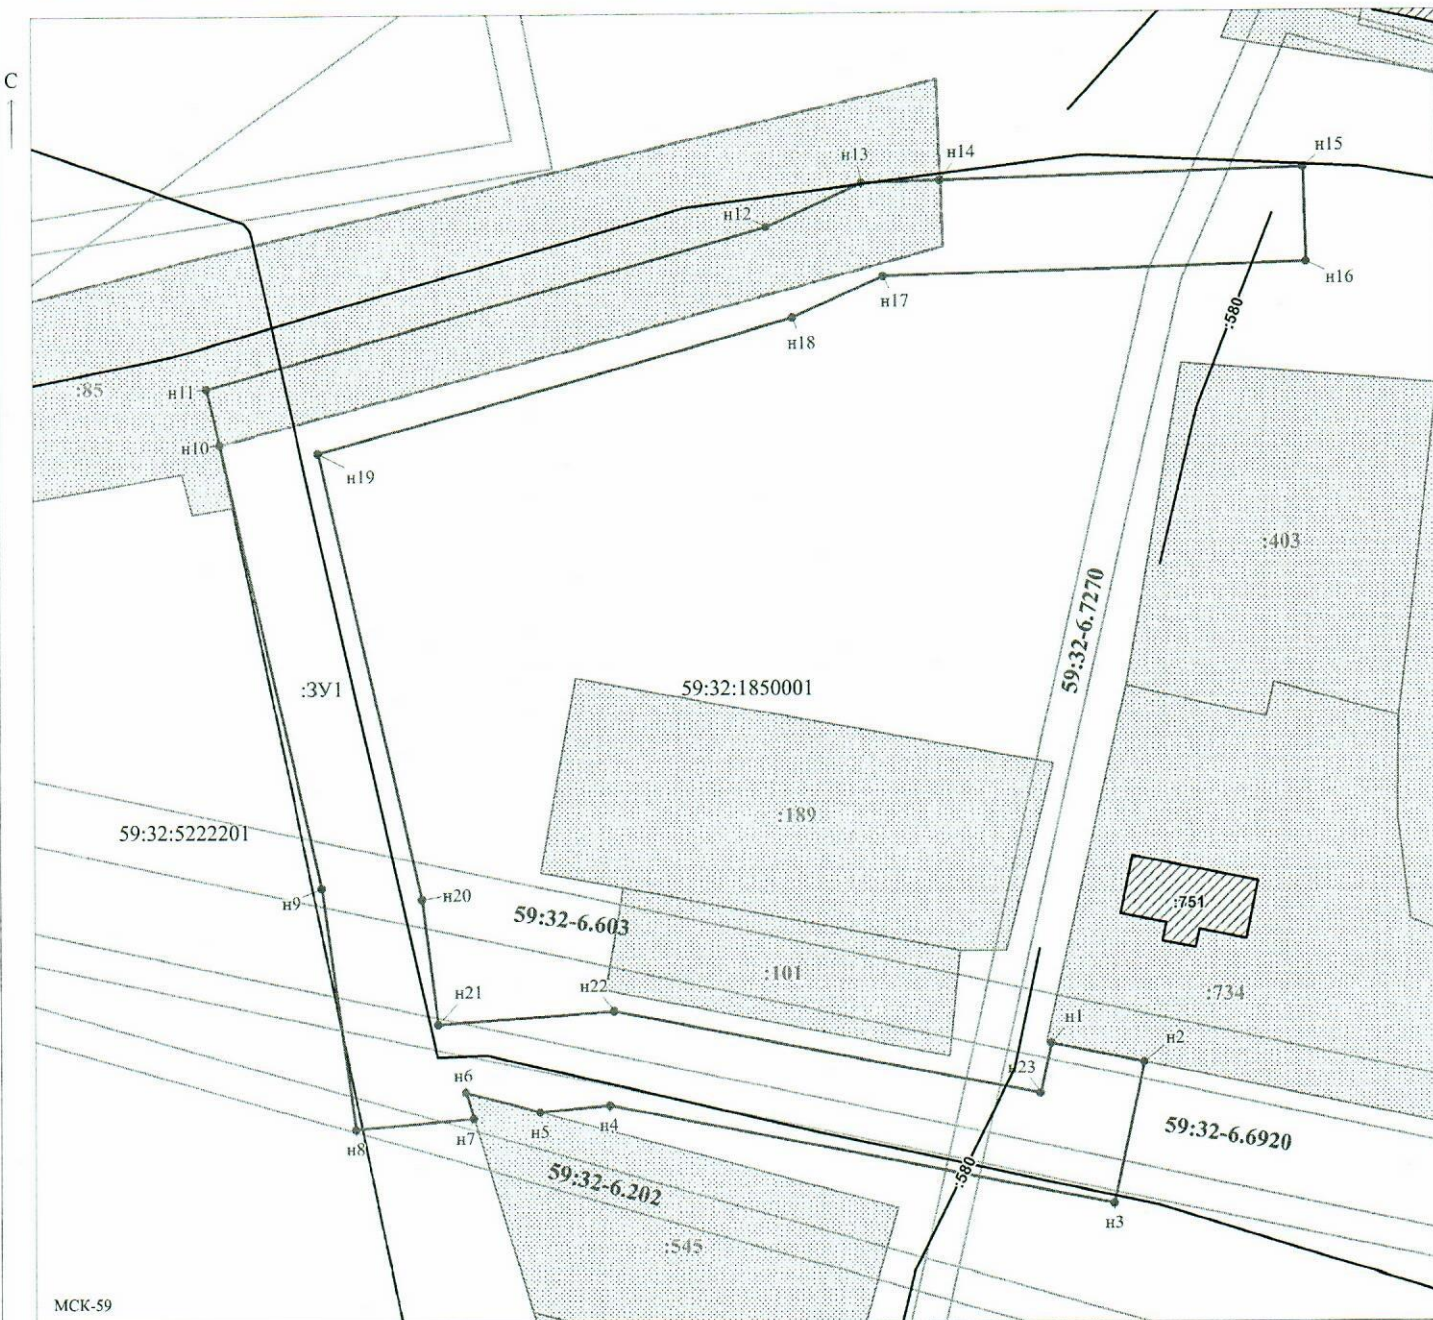 С
н15
н13
н14
н12
н16
н17
:580
н18
:85
н11
н10
н19
:403
59:32-6.7270
:ЗУ1
59:32:1850001
:189
59:32:5222201
н20
н9
:751
59:32-6.603
:101
:734
н21
н22
н1
н2
н23
н6
н5
н4
н7
н8
59:32-6.6920
:580
59:32-6.202
н3
:545
МСК-59